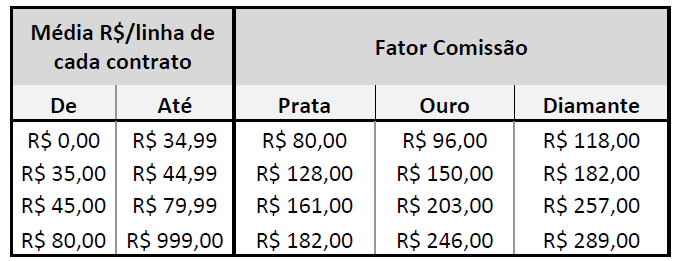 Média R$/linha de
cada contrato
Fator Comissão
De Até Prata Ouro Diamante
R$ 0,00 R$ 34,99 R$ 80,00 R$ 96,00 R$ 118,00
R$ 35,00 R$ 44,99 R$ 128,00 R$ 150,00 R$ 182,00
R$ 45,00 R$ 79,99 R$ 161,00 R$ 203,00 R$ 257,00
R$ 80,00 R$ 999,00 R$ 182,00 R$ 246,00 R$ 289,00